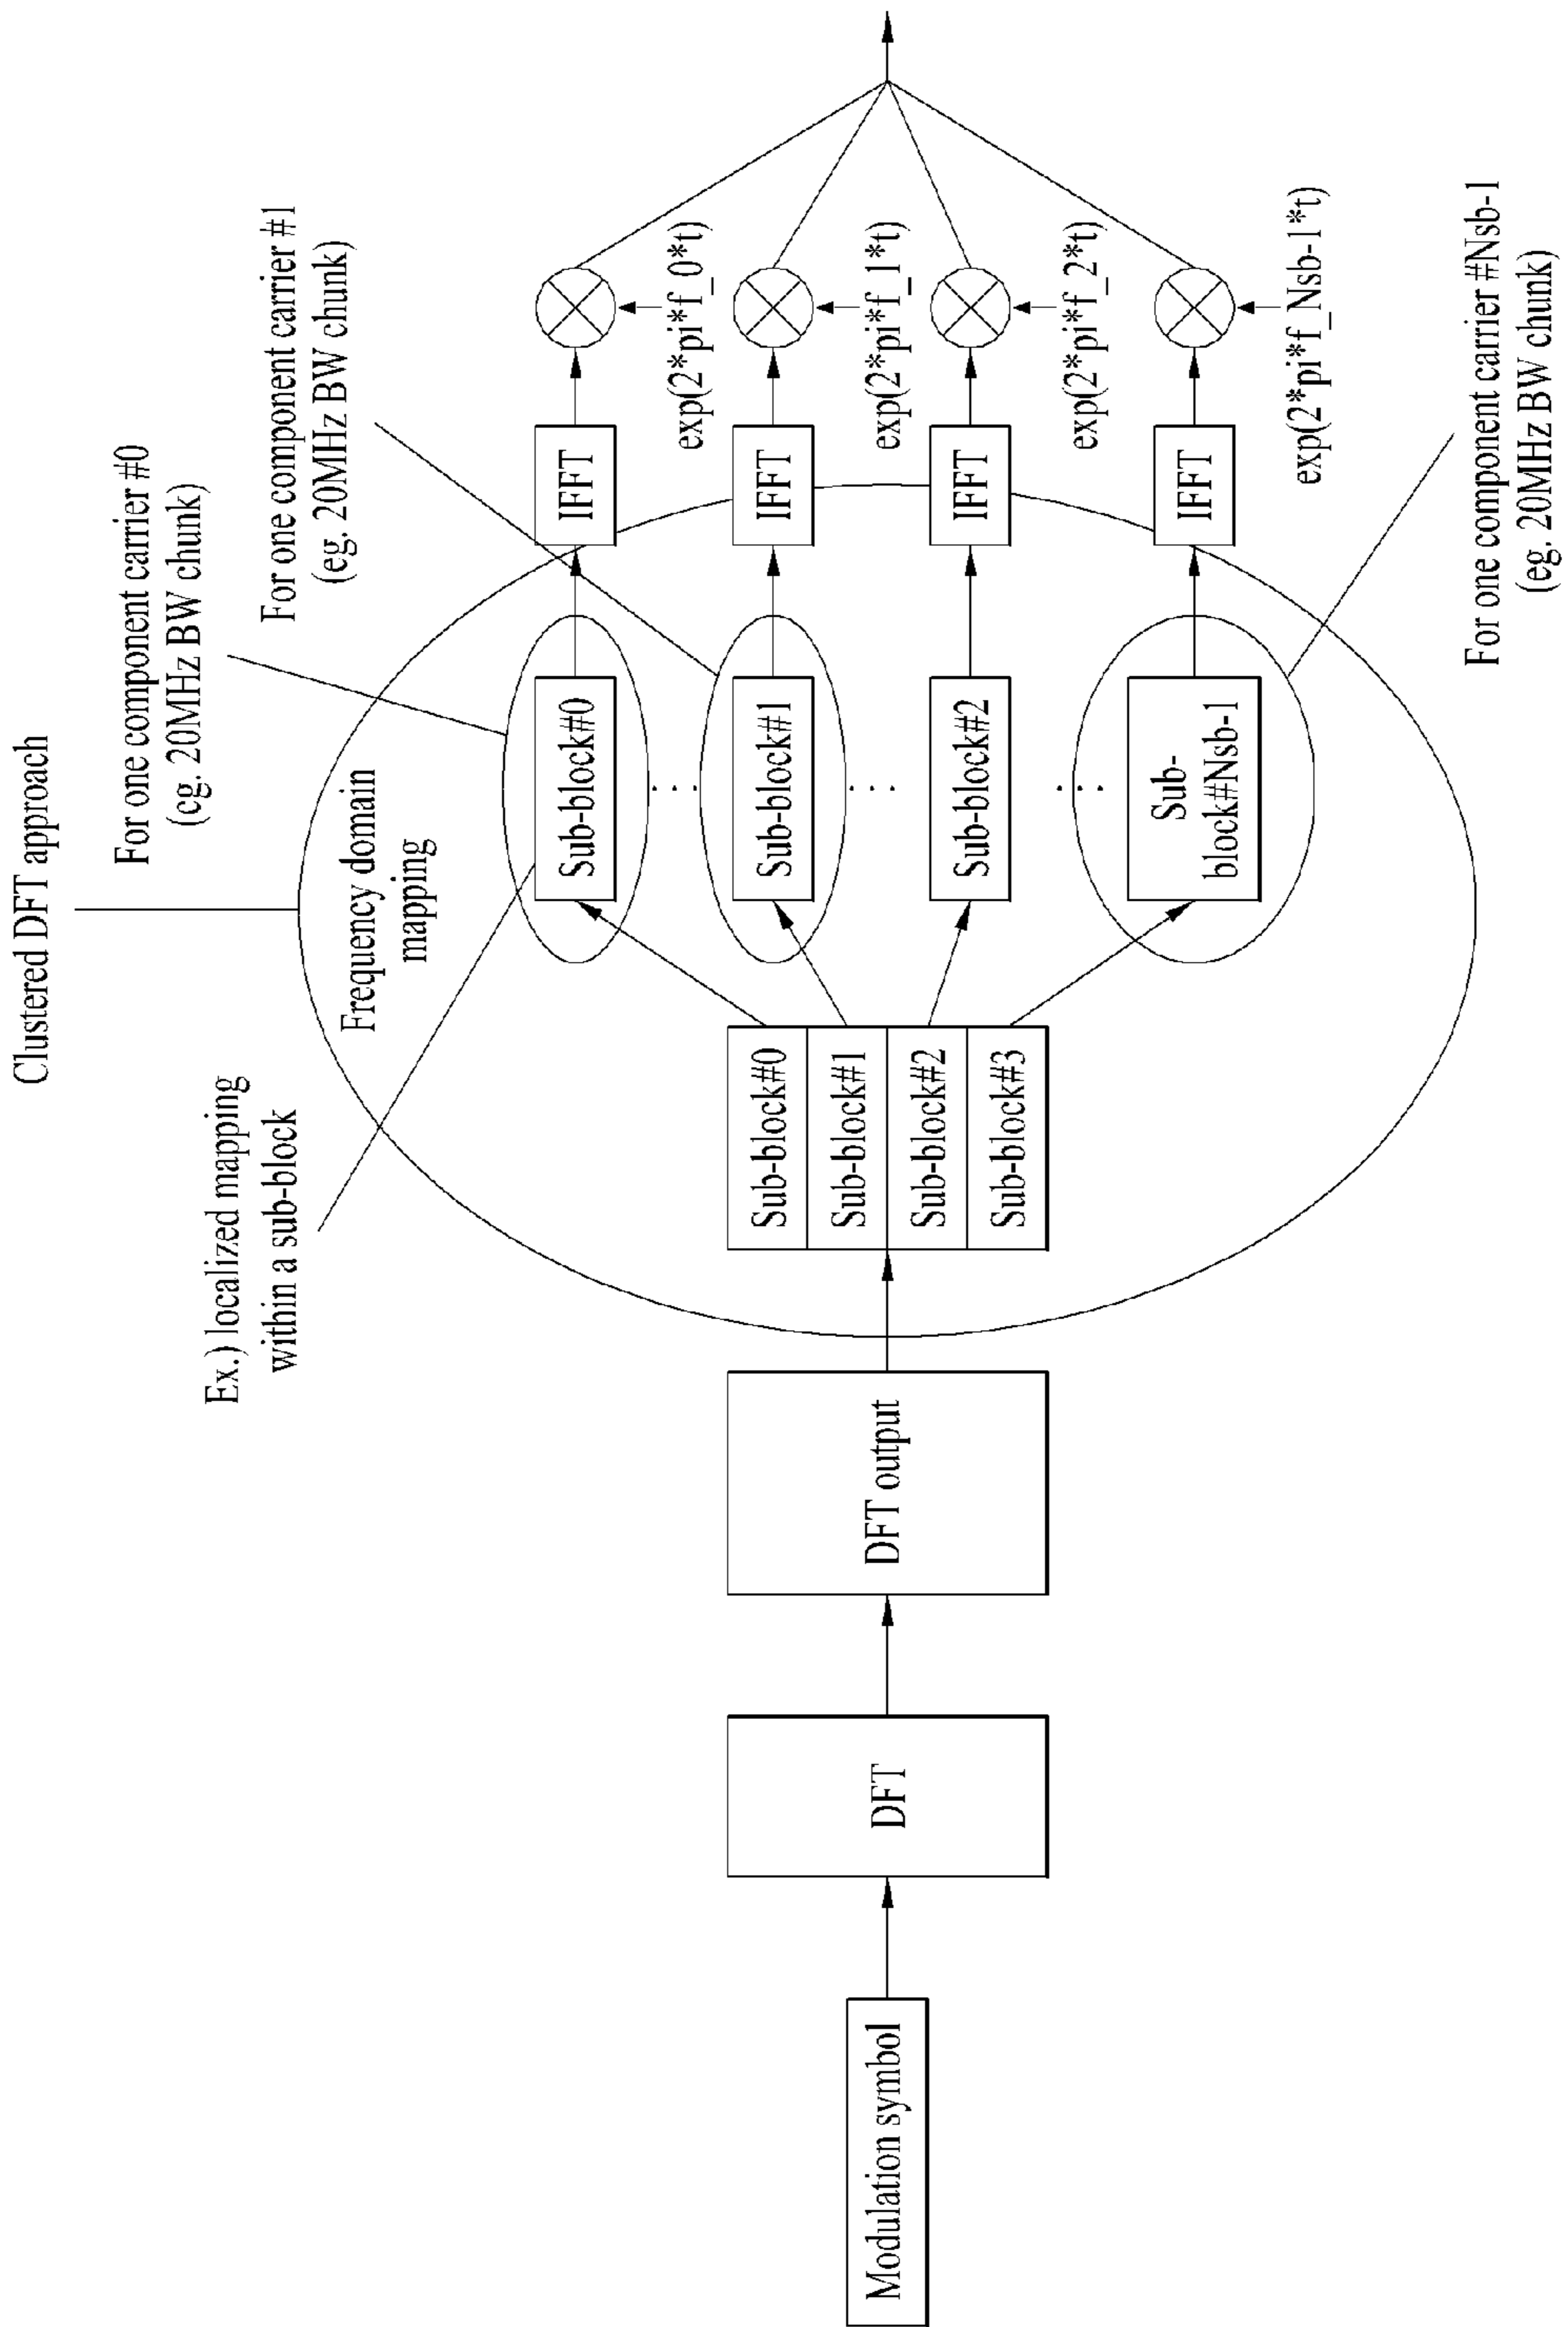 Clustered DFT approach
For one component carrier #0
(cg. 20MHz BW chunk)
For one component carrier #1
(eg. 20MHz BW chunk)
Ex.) localized mapping
within a sub-block
Frequency domain
mapping
Modulation symbol
DFT
DFT output
Sub-block#0
Sub-block#1
Sub-block#2
Sub-block#3
Sub-block#0
IFFT
exp(2*pi*f_0*t)
. . .
Sub-block#1
IFFT
exp(2*pi*f_1*t)
. . .
Sub-block#2
IFFT
exp(2*pi*f_2*t)
. . .
Sub-
block#Nsb-1
IFFT
exp(2*pi*f_Nsb-1*t)
For one component carrier #Nsb-1
(eg. 20MHz BW chunk)